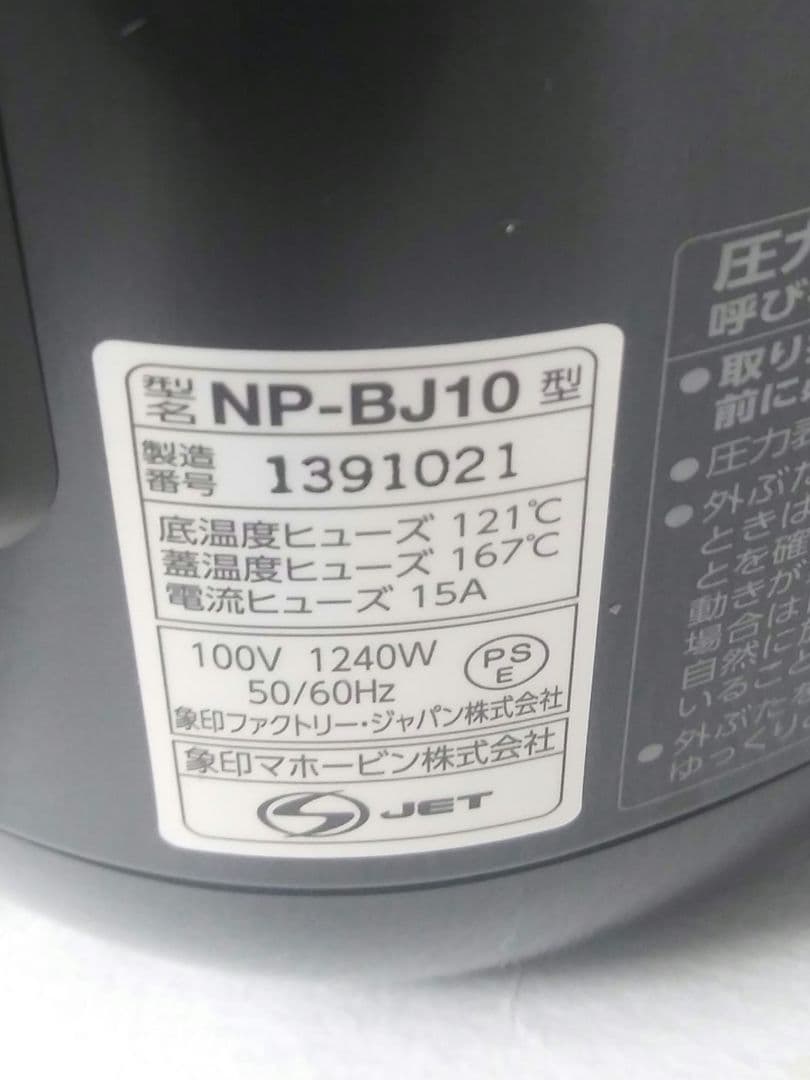 型名 NP-BJ10 型
製造番号 1391021
底温度ヒューズ 121℃
蓋温度ヒューズ 167℃
電流ヒューズ 15A
100V 1240W
50/60Hz
PSE
象印ファクトリー・ジャパン株式会社
象印マホービン株式会社
S JET
圧力
呼び
● 取り
前に
● 圧力
● 外ぶた
ときは
とを確
動きが
場合は
自然に
いること
● 外ぶたを
ゆっくり